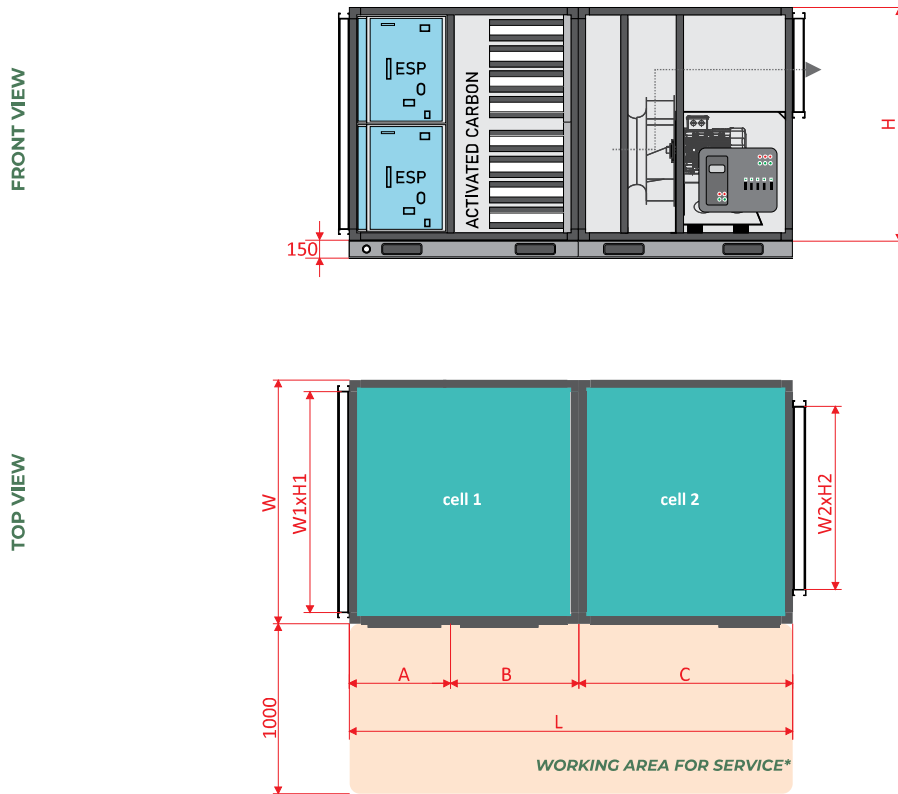 FRONT VIEW
ESP
ESP
ACTIVATED CARBON
H
150
TOP VIEW
W
W1xH1
cell 1
cell 2
W2xH2
1000
A
B
C
L
WORKING AREA FOR SERVICE*